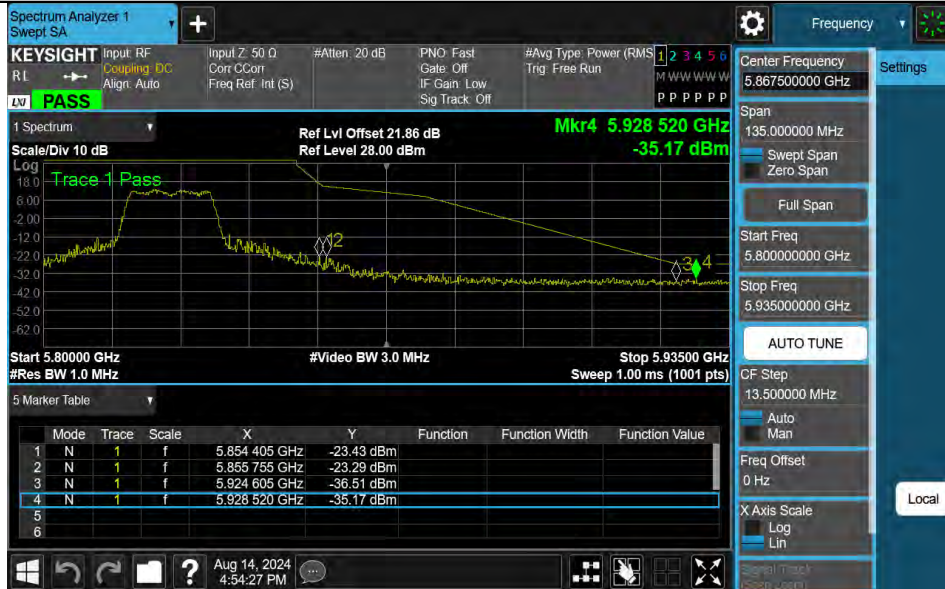 Spectrum Analyzer 1
Swept SA
Frequency
KEYSIGHT
Input: RF
Input Z: 50 Ω
#Atten: 20 dB
PNO: Fast
#Avg Type: Power (RMS
1 2 3 4 5 6
R L
Coupling: DC
Corr CCorr
Gate: Off
Trig: Free Run
M W W W W W
Align: Auto
Freq Ref: Int (S)
IF Gain: Low
Sig Track: Off
P P P P P P
LXI
PASS
1 Spectrum
Ref Lvl Offset 21.86 dB
Mkr4 5.928 520 GHz
Scale/Div 10 dB
Ref Level 28.00 dBm
-35.17 dBm
Log
Trace 1 Pass
18.0
8.00
-2.00
-12.0
-22.0
-32.0
-42.0
-52.0
-62.0
12
3
4
Start 5.80000 GHz
#Video BW 3.0 MHz
Stop 5.93500 GHz
#Res BW 1.0 MHz
Sweep 1.00 ms (1001 pts)
5 Marker Table
Mode Trace Scale X Y Function Function Width Function Value
1 N 1 f 5.854 405 GHz -23.43 dBm
2 N 1 f 5.855 755 GHz -23.29 dBm
3 N 1 f 5.924 605 GHz -36.51 dBm
4 N 1 f 5.928 520 GHz -35.17 dBm
5
6
Aug 14, 2024
4:54:27 PM
Center Frequency
5.867500000 GHz
Settings
Span
135.000000 MHz
Swept Span
Zero Span
Full Span
Start Freq
5.800000000 GHz
Stop Freq
5.935000000 GHz
AUTO TUNE
CF Step
13.500000 MHz
Auto
Man
Freq Offset
0 Hz
Local
X Axis Scale
Log
Lin
Signal Track
(Span Zoom)